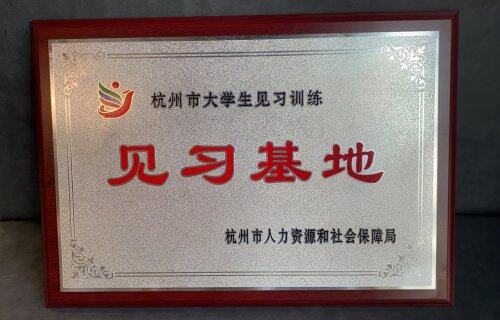 杭州市大学生见习训练
见习基地
杭州市人力资源和社会保障局